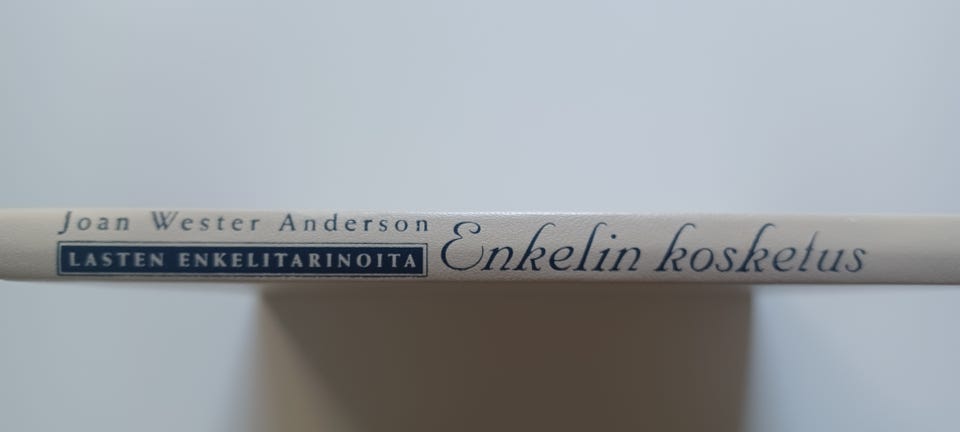 Joan Wester Anderson
LASTEN ENKELITARINOITA
Enkelin kosketus